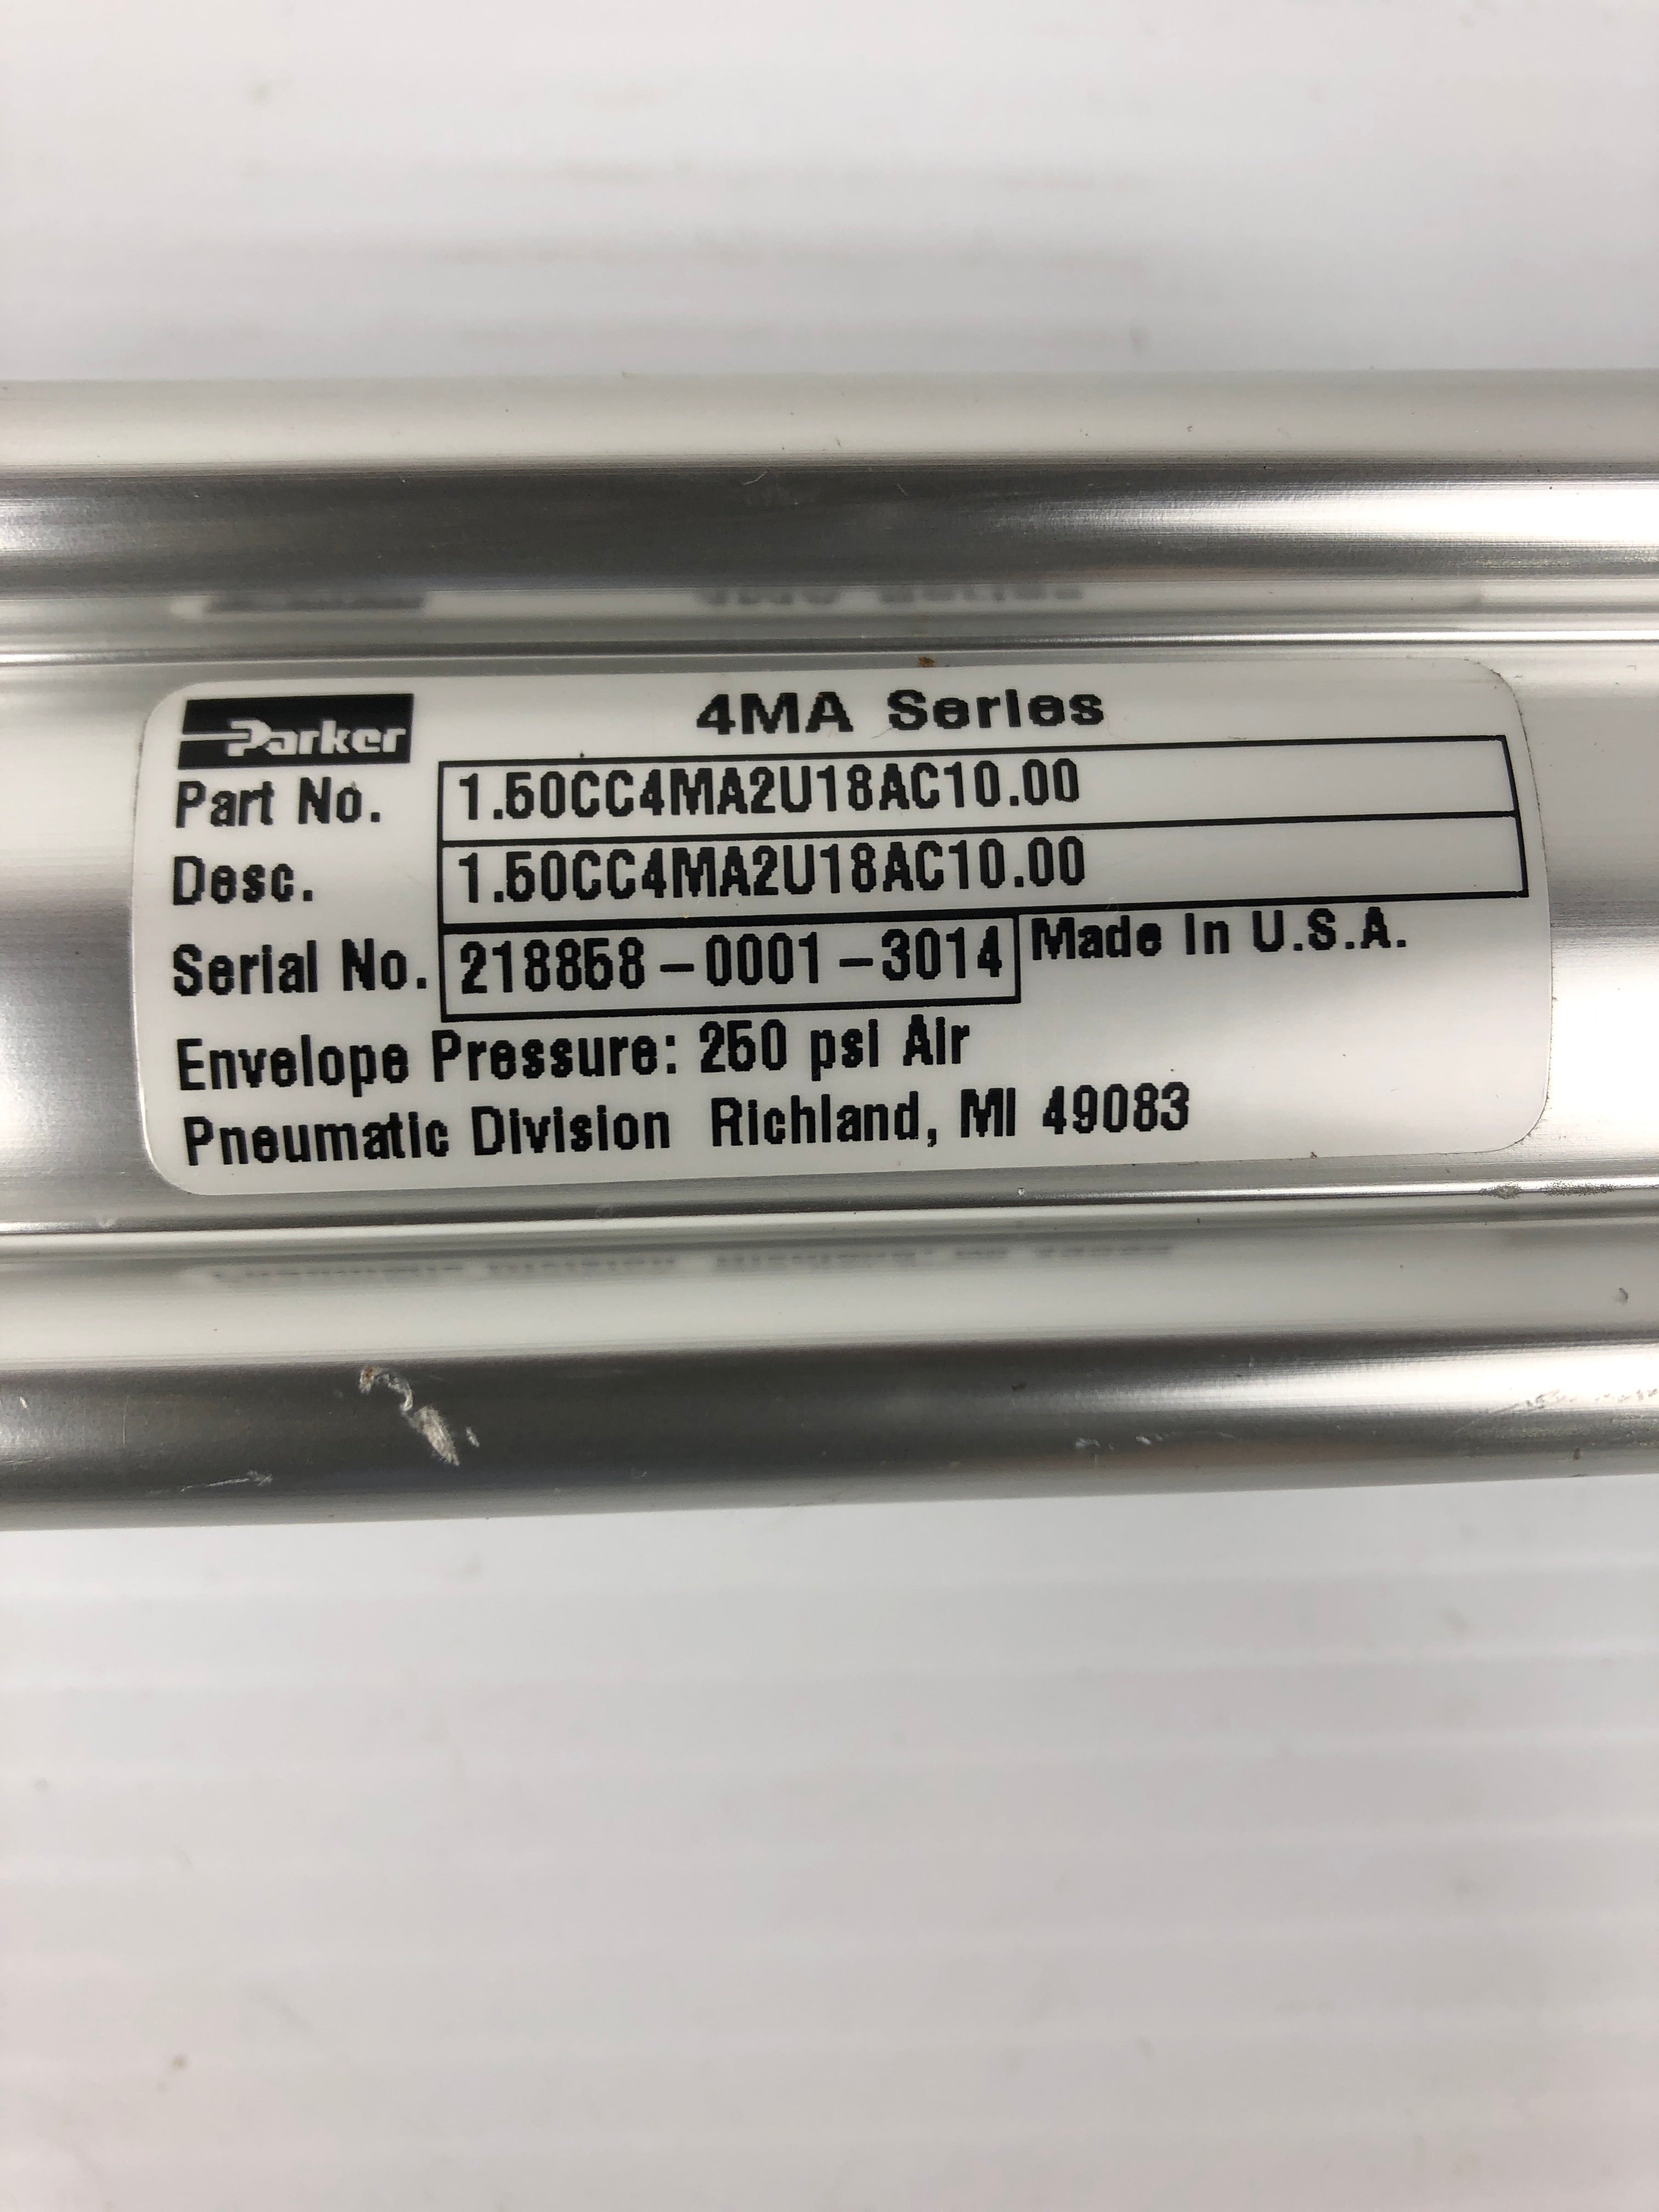 Parker 4MA Series
Part No. 1.50CC4MA2U18AC10.00
Desc. 1.50CC4MA2U18AC10.00
Serial No. 218858-0001-3014 Made In U.S.A.
Envelope Pressure: 250 psi Air
Pneumatic Division Richland, MI 49083